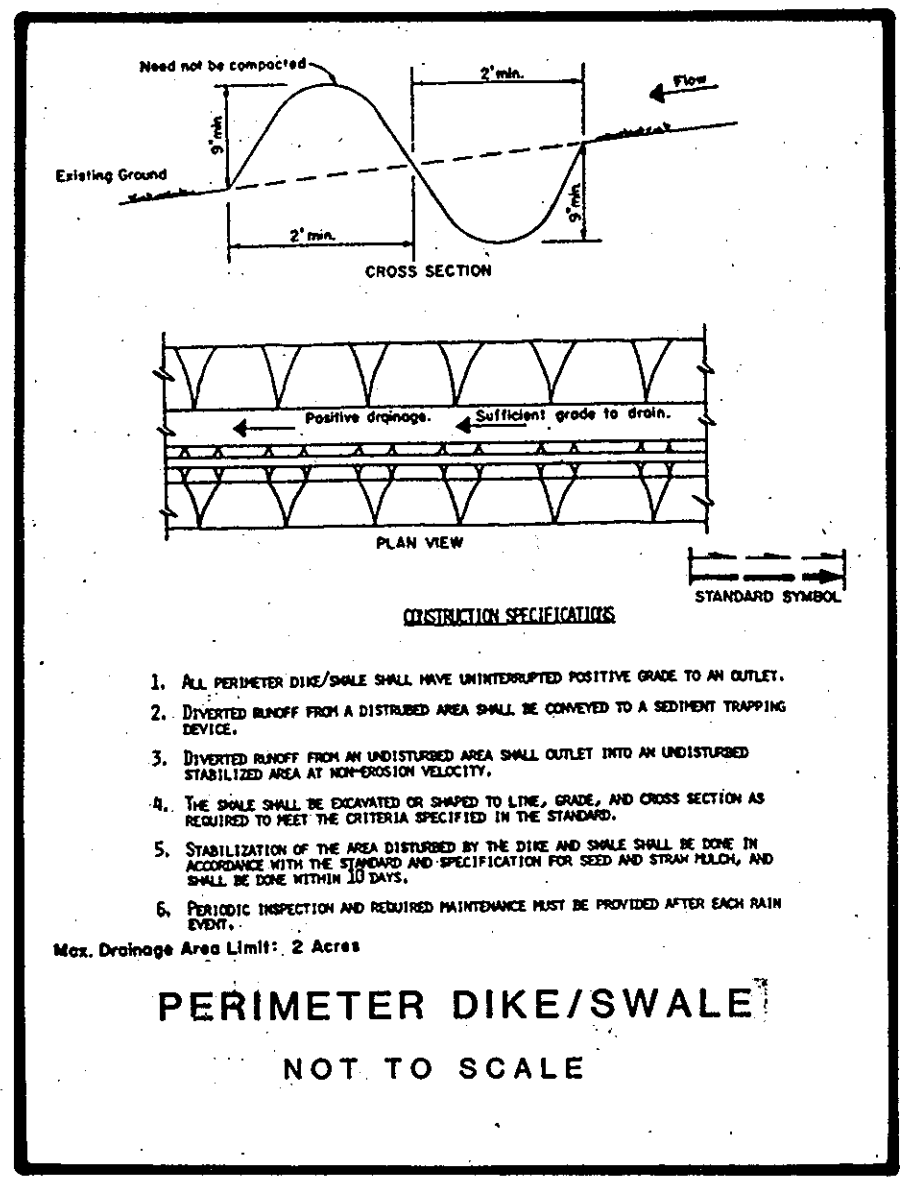 Need not be compacted
2' min.
Flow
9" min.
Existing Ground
9" min.
2' min.
CROSS SECTION
Positive drainage.
Sufficient grade to drain.
PLAN VIEW
STANDARD SYMBOL
CONSTRUCTION SPECIFICATIONS
1. ALL PERIMETER DIKE/SWALE SHALL HAVE UNINTERRUPTED POSITIVE GRADE TO AN OUTLET.
2. DIVERTED RUNOFF FROM A DISTRUBED AREA SHALL BE CONVEYED TO A SEDIMENT TRAPPING
DEVICE.
3. DIVERTED RUNOFF FROM AN UNDISTURBED AREA SHALL OUTLET INTO AN UNDISTURBED
STABILIZED AREA AT NON-EROSION VELOCITY.
4. THE SWALE SHALL BE EXCAVATED OR SHAPED TO LINE, GRADE, AND CROSS SECTION AS
REQUIRED TO MEET THE CRITERIA SPECIFIED IN THE STANDARD.
5. STABILIZATION OF THE AREA DISTURBED BY THE DIKE AND SWALE SHALL BE DONE IN
ACCORDANCE WITH THE STANDARD AND SPECIFICATION FOR SEED AND STRAW MULCH, AND
SHALL BE DONE WITHIN 10 DAYS.
6. PERIODIC INSPECTION AND REQUIRED MAINTENANCE MUST BE PROVIDED AFTER EACH RAIN
EVENT.
Max. Drainage Area Limit: 2 Acres
PERIMETER DIKE/SWALE
NOT TO SCALE